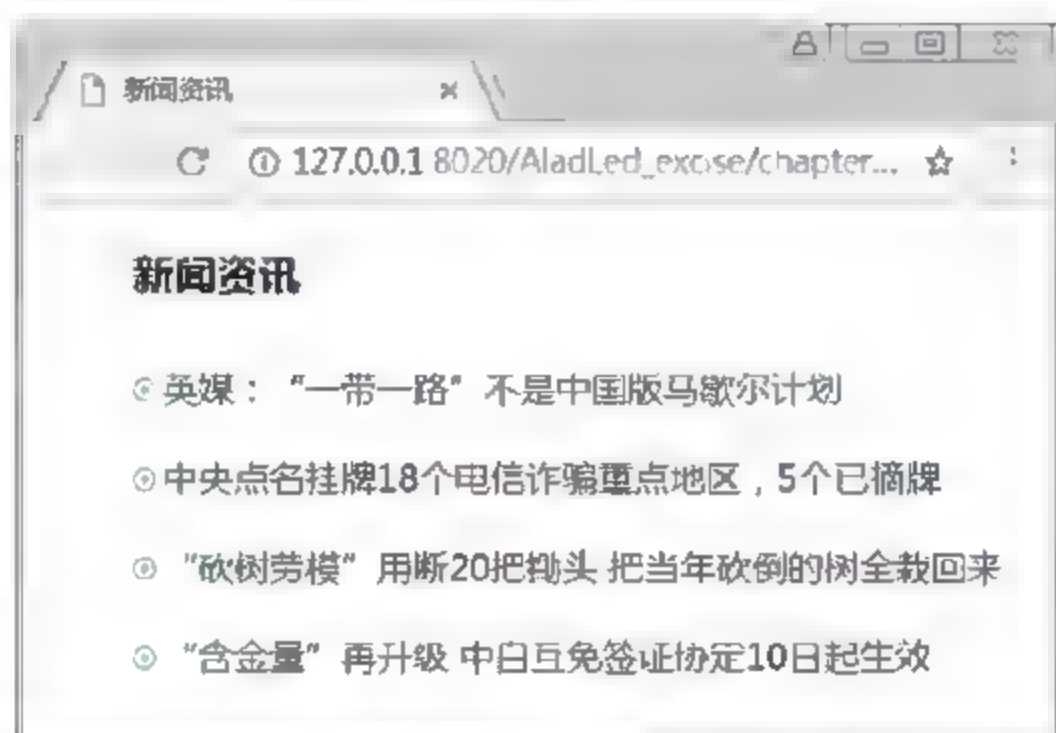 新闻资讯
127.0.0.1:8020/AladLed_excise/chapter...
新闻资讯
英媒：“一带一路”不是中国版马歇尔计划
中央点名挂牌18个电信诈骗重点地区，5个已摘牌
“砍树劳模”用断20把锄头 把当年砍倒的树全栽回来
“含金量”再升级 中白互免签证协定10日起生效